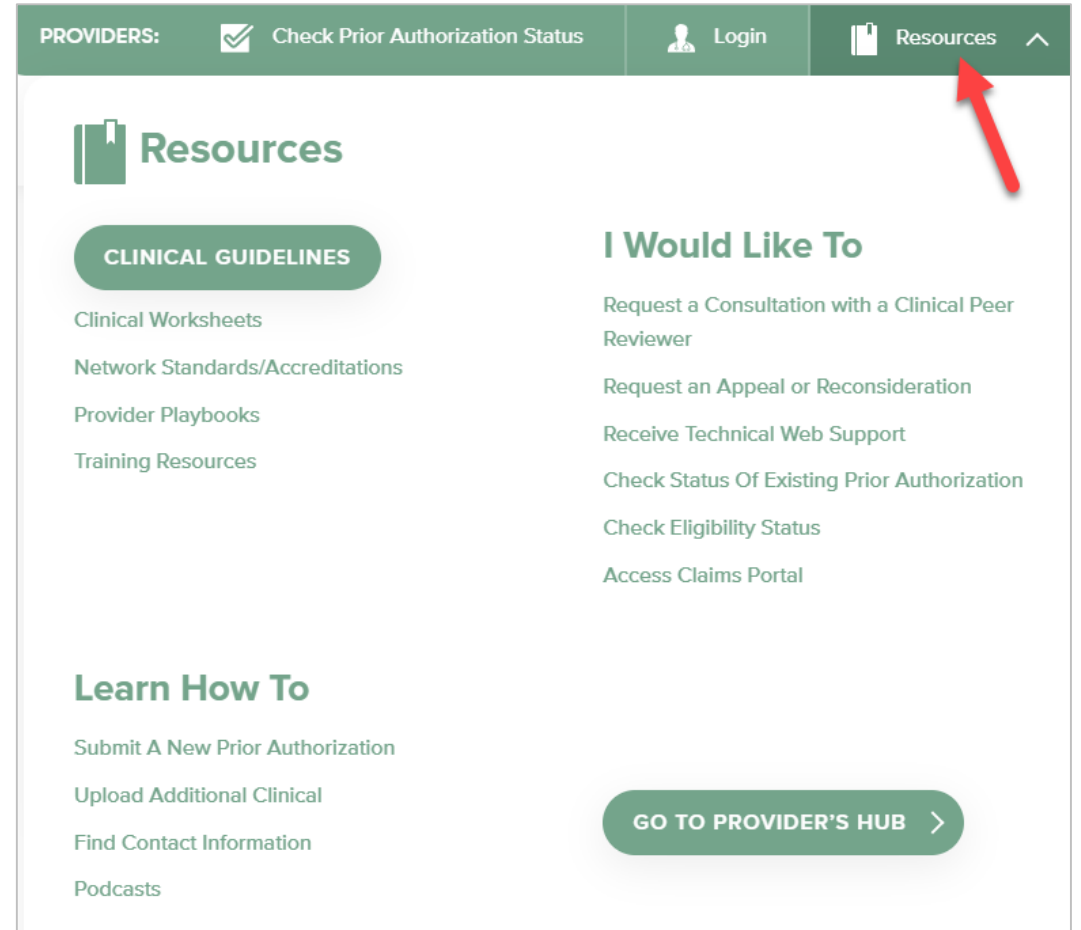 PROVIDERS:
Check Prior Authorization Status
Login
Resources
Resources
CLINICAL GUIDELINES
Clinical Worksheets
Network Standards/Accreditations
Provider Playbooks
Training Resources
I Would Like To
Request a Consultation with a Clinical Peer
Reviewer
Request an Appeal or Reconsideration
Receive Technical Web Support
Check Status Of Existing Prior Authorization
Check Eligibility Status
Access Claims Portal
Learn How To
Submit A New Prior Authorization
Upload Additional Clinical
Find Contact Information
Podcasts
GO TO PROVIDER’S HUB